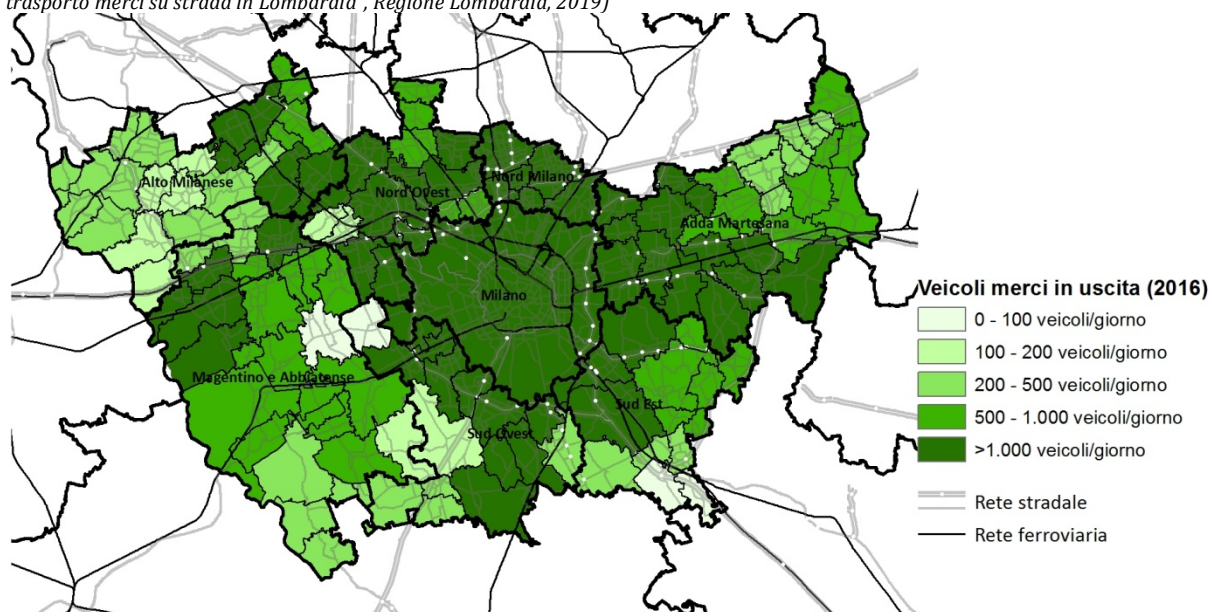 trasporto merci su strada in Lombardia", Regione Lombardia, 2019)
Alto Milanese
Nord Ovest
Nord Milano
Adda Martesana
Milano
Magentino e Abbiatense
Sud Ovest
Sud Est
Veicoli merci in uscita (2016)
0 - 100 veicoli/giorno
100 - 200 veicoli/giorno
200 - 500 veicoli/giorno
500 - 1.000 veicoli/giorno
>1.000 veicoli/giorno
Rete stradale
Rete ferroviaria